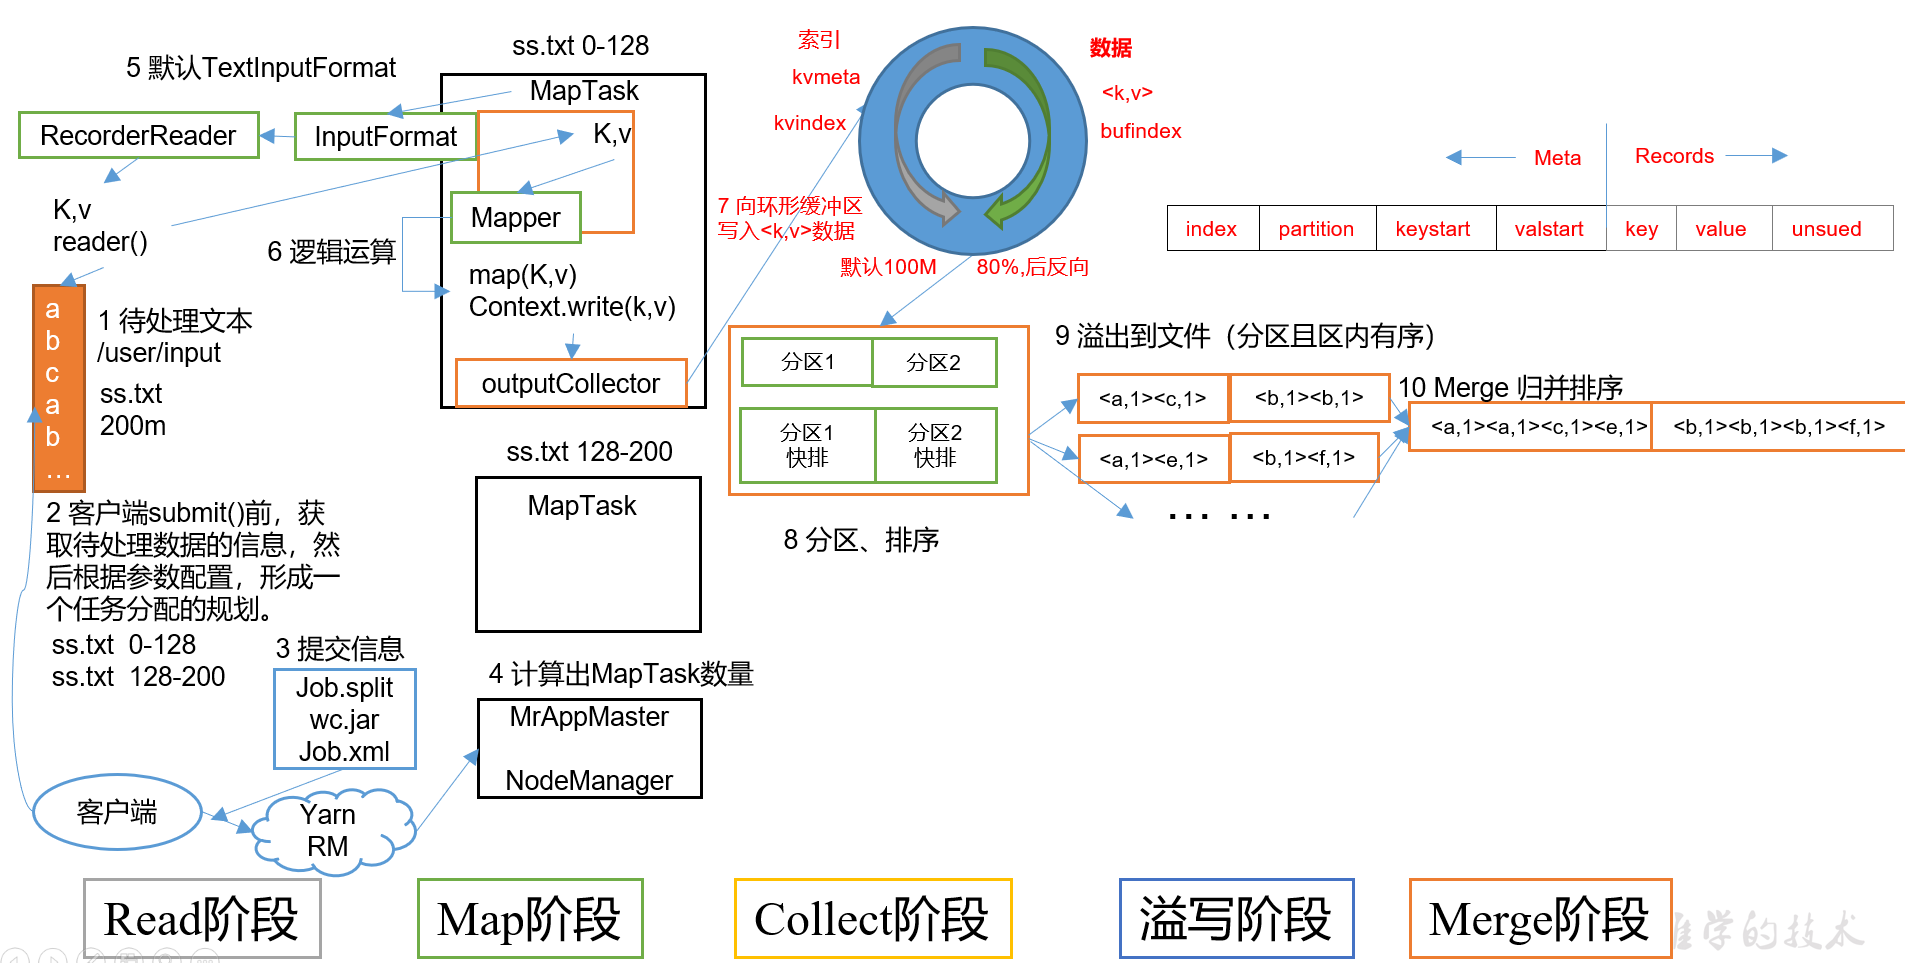 5 默认TextInputFormat
RecorderReader
InputFormat
K,v
reader()
a
b
c
a
b
...
1 待处理文本
/user/input
ss.txt
200m
2 客户端submit()前，获
取待处理数据的信息，然
后根据参数配置，形成一
个任务分配的规划。
ss.txt 0-128
ss.txt 128-200
3 提交信息
Job.split
wc.jar
Job.xml
客户端
Yarn
RM
ss.txt 0-128
MapTask
K,v
Mapper
6 逻辑运算
map(K,v)
Context.write(k,v)
outputCollector
ss.txt 128-200
MapTask
4 计算出MapTask数量
MrAppMaster
NodeManager
索引
kvmeta
kvindex
数据
<k,v>
bufindex
7 向环形缓冲区
写入<k,v>数据
默认100M
80%,后反向
Meta
Records
index partition keystart valstart key value unsued
分区1 分区2
分区1
快排
分区2
快排
8 分区、排序
9 溢出到文件（分区且区内有序）
<a,1><c,1> <b,1><b,1>
<a,1><e,1> <b,1><f,1>
... ...
10 Merge 归并排序
<a,1><a,1><c,1><e,1> <b,1><b,1><b,1><f,1>
Read阶段
Map阶段
Collect阶段
溢写阶段
Merge阶段
学的技术